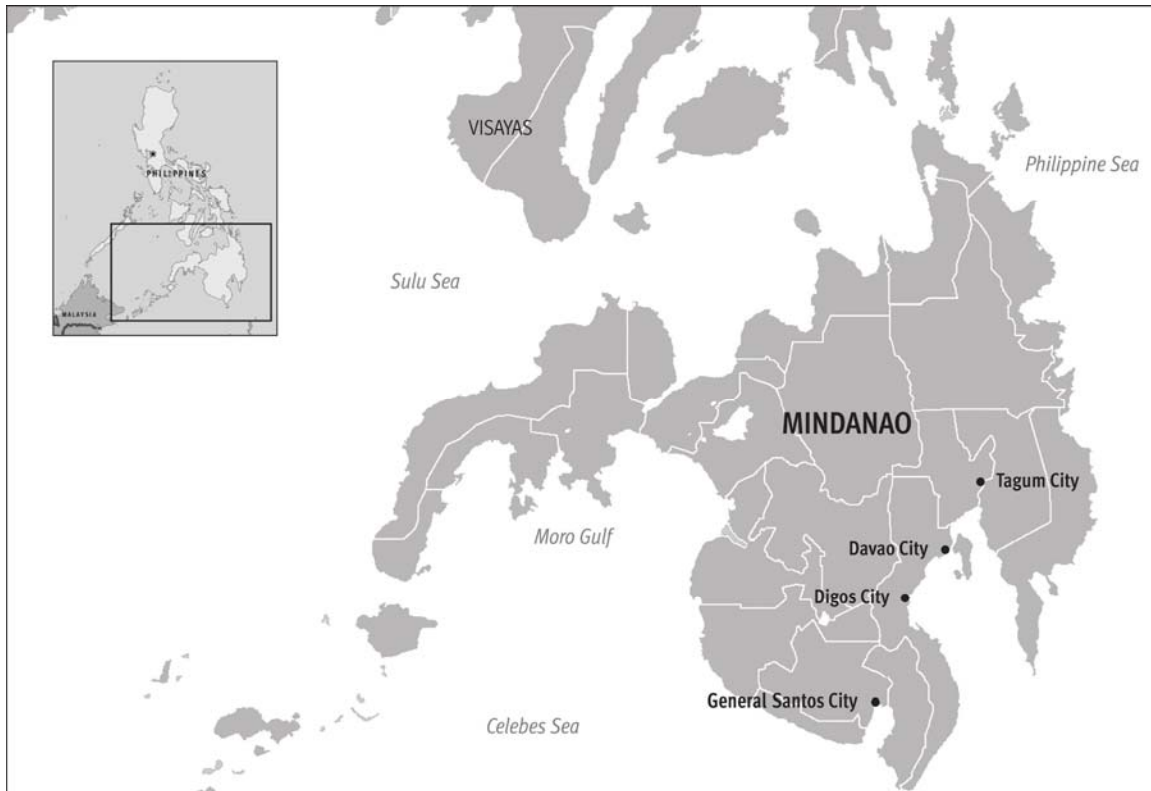 VISAYAS
Philippine Sea
PHILIPPINES
Sulu Sea
MALAYSIA
MINDANAO
Tagum City
Moro Gulf
Davao City
Digos City
General Santos City
Celebes Sea